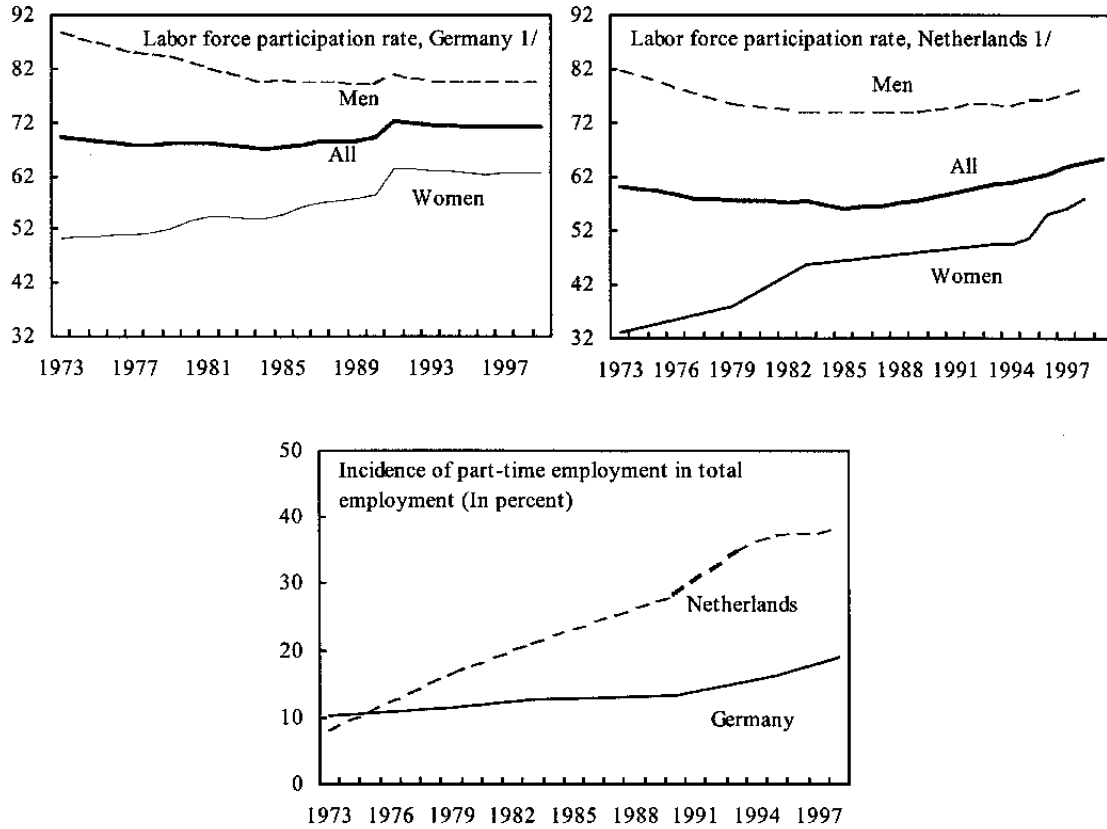 Labor force participation rate, Germany 1/
92
82
72
62
52
42
32
Men
All
Women
1973 1977 1981 1985 1989 1993 1997
Labor force participation rate, Netherlands 1/
92
82
72
62
52
42
32
Men
All
Women
1973 1976 1979 1982 1985 1988 1991 1994 1997
Incidence of part-time employment in total
employment (In percent)
50
40
30
20
10
0
Netherlands
Germany
1973 1976 1979 1982 1985 1988 1991 1994 1997